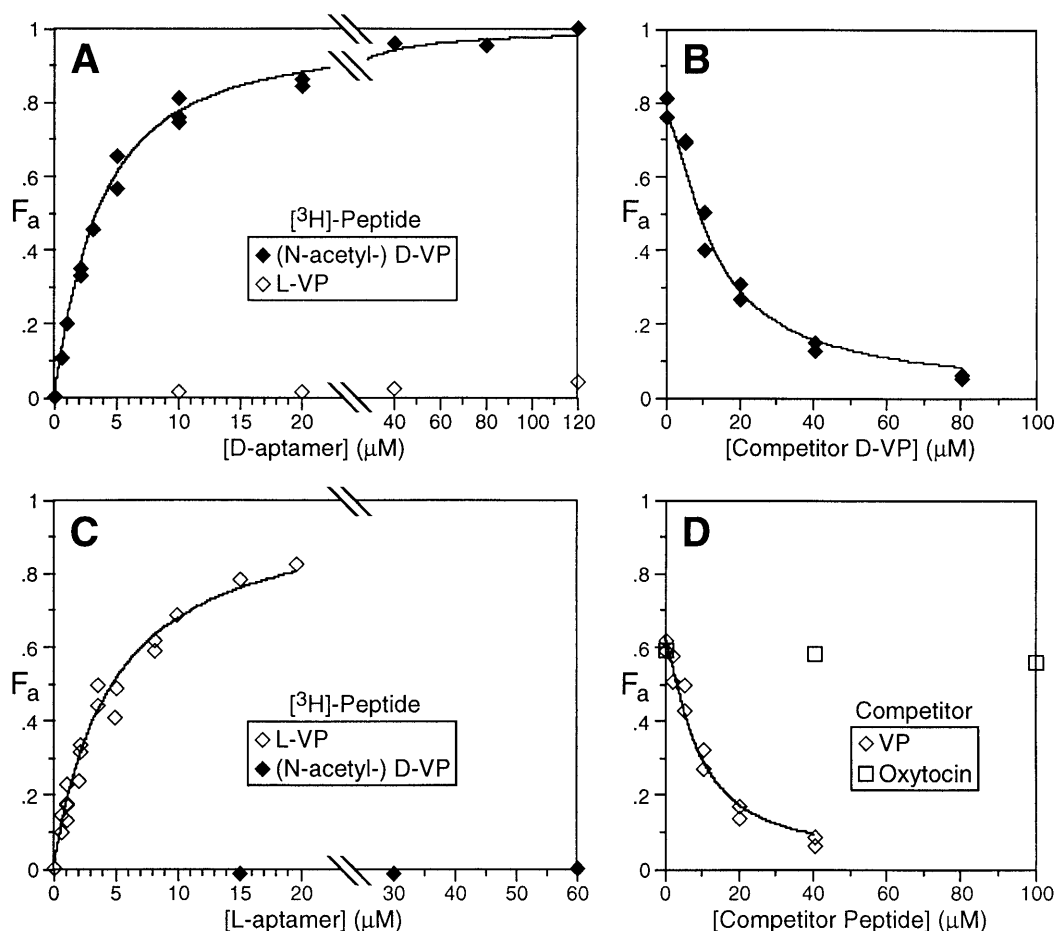 A
1
.8
.6
.4
.2
0
Fa
[3H]-Peptide
(N-acetyl-) D-VP
L-VP
0 5 10 15 20 40 60 80 100 120
[D-aptamer] (μM)
B
1
.8
.6
.4
.2
0
Fa
0 20 40 60 80 100
[Competitor D-VP] (μM)
C
1
.8
.6
.4
.2
0
Fa
[3H]-Peptide
L-VP
(N-acetyl-) D-VP
0 5 10 15 20 30 40 50 60
[L-aptamer] (μM)
D
1
.8
.6
.4
.2
0
Fa
Competitor
VP
Oxytocin
0 20 40 60 80 100
[Competitor Peptide] (μM)